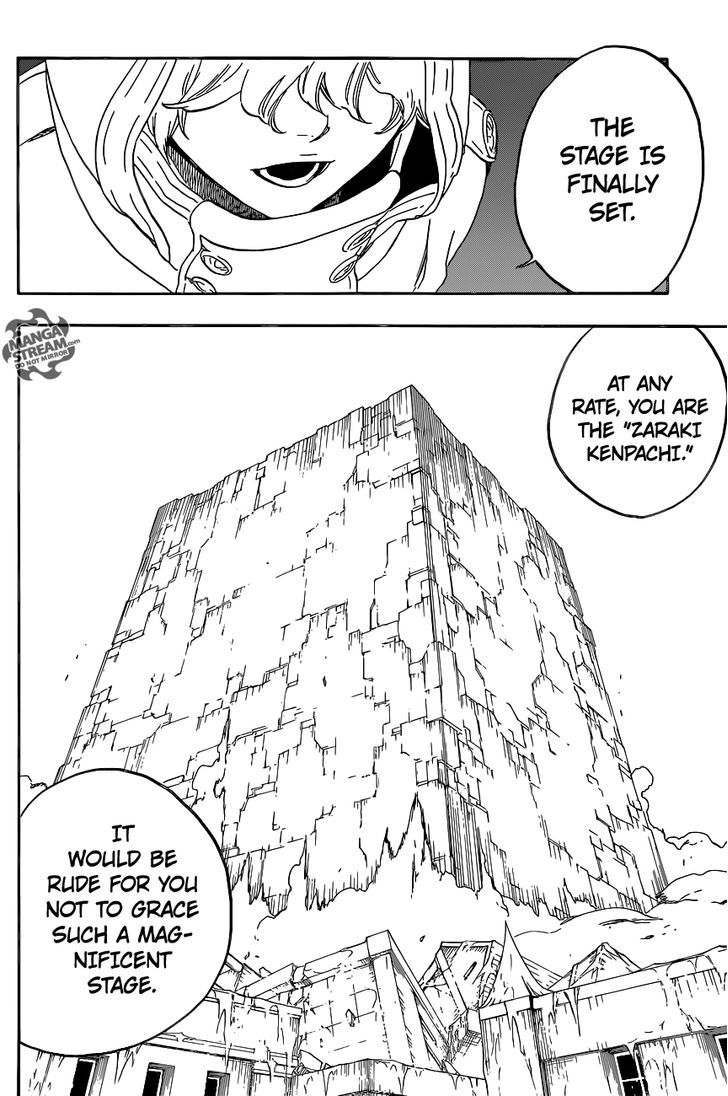 THE
STAGE IS
FINALLY
SET.
MANGA
STREAM.com
DO NOT MIRROR
AT ANY
RATE, YOU ARE
THE "ZARAKI
KENPACHI."
IT
WOULD BE
RUDE FOR YOU
NOT TO GRACE
SUCH A MAG-
NIFICENT
STAGE.